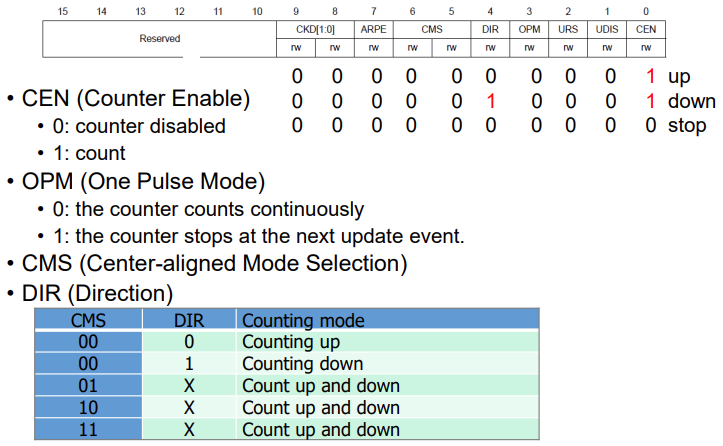 15 14 13 12 11 10 9 8 7 6 5 4 3 2 1 0
Reserved CKD[1:0] ARPE CMS DIR OPM URS UDIS CEN
rw rw rw rw rw rw rw rw rw rw
0 0 0 0 0 0 0 0 0 1 up
• CEN (Counter Enable) 0 0 0 0 0 1 0 0 0 1 down
• 0: counter disabled 0 0 0 0 0 0 0 0 0 0 stop
• 1: count
• OPM (One Pulse Mode)
• 0: the counter counts continuously
• 1: the counter stops at the next update event.
• CMS (Center-aligned Mode Selection)
• DIR (Direction)
CMS DIR Counting mode
00 0 Counting up
00 1 Counting down
01 X Count up and down
10 X Count up and down
11 X Count up and down